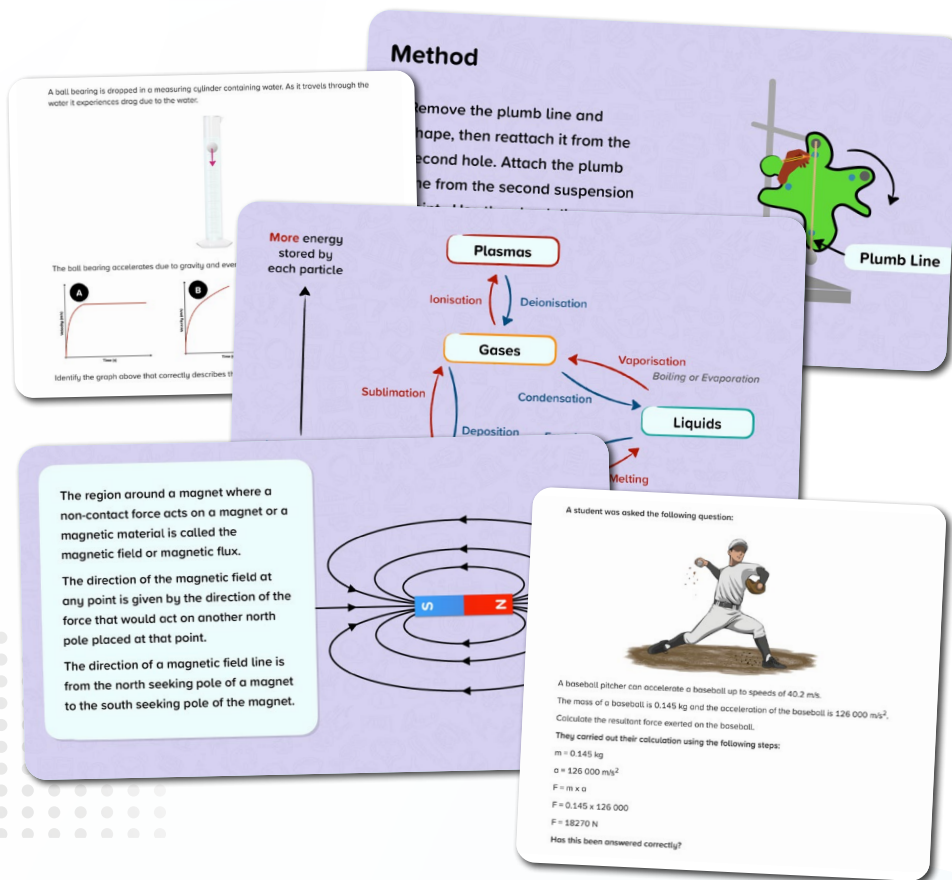 Method
Remove the plumb line and
hape, then reattach it from the
econd hole. Attach the plumb
ne from the second suspension
Plumb Line
A ball bearing is dropped in a measuring cylinder containing water. As it travels through the
water it experiences drag due to the water.
The ball bearing accelerates due to gravity and even
A
B
Velocity (m/s)
Time (s)
Velocity (m/s)
Time (s)
Identify the graph above that correctly describes th
More energy
stored by
each particle
Plasmas
Ionisation
Deionisation
Gases
Vaporisation
Boiling or Evaporation
Sublimation
Condensation
Liquids
Deposition
Melting
The region around a magnet where a
non-contact force acts on a magnet or a
magnetic material is called the
magnetic field or magnetic flux.
The direction of the magnetic field at
any point is given by the direction of the
force that would act on another north
pole placed at that point.
The direction of a magnetic field line is
from the north seeking pole of a magnet
to the south seeking pole of the magnet.
S N
A student was asked the following question:
A baseball pitcher can accelerate a baseball up to speeds of 40.2 m/s.
The mass of a baseball is 0.145 kg and the acceleration of the baseball is 126 000 m/s².
Calculate the resultant force exerted on the baseball.
They carried out their calculation using the following steps:
m = 0.145 kg
a = 126 000 m/s²
F = m x a
F = 0.145 x 126 000
F = 18270 N
Has this been answered correctly?